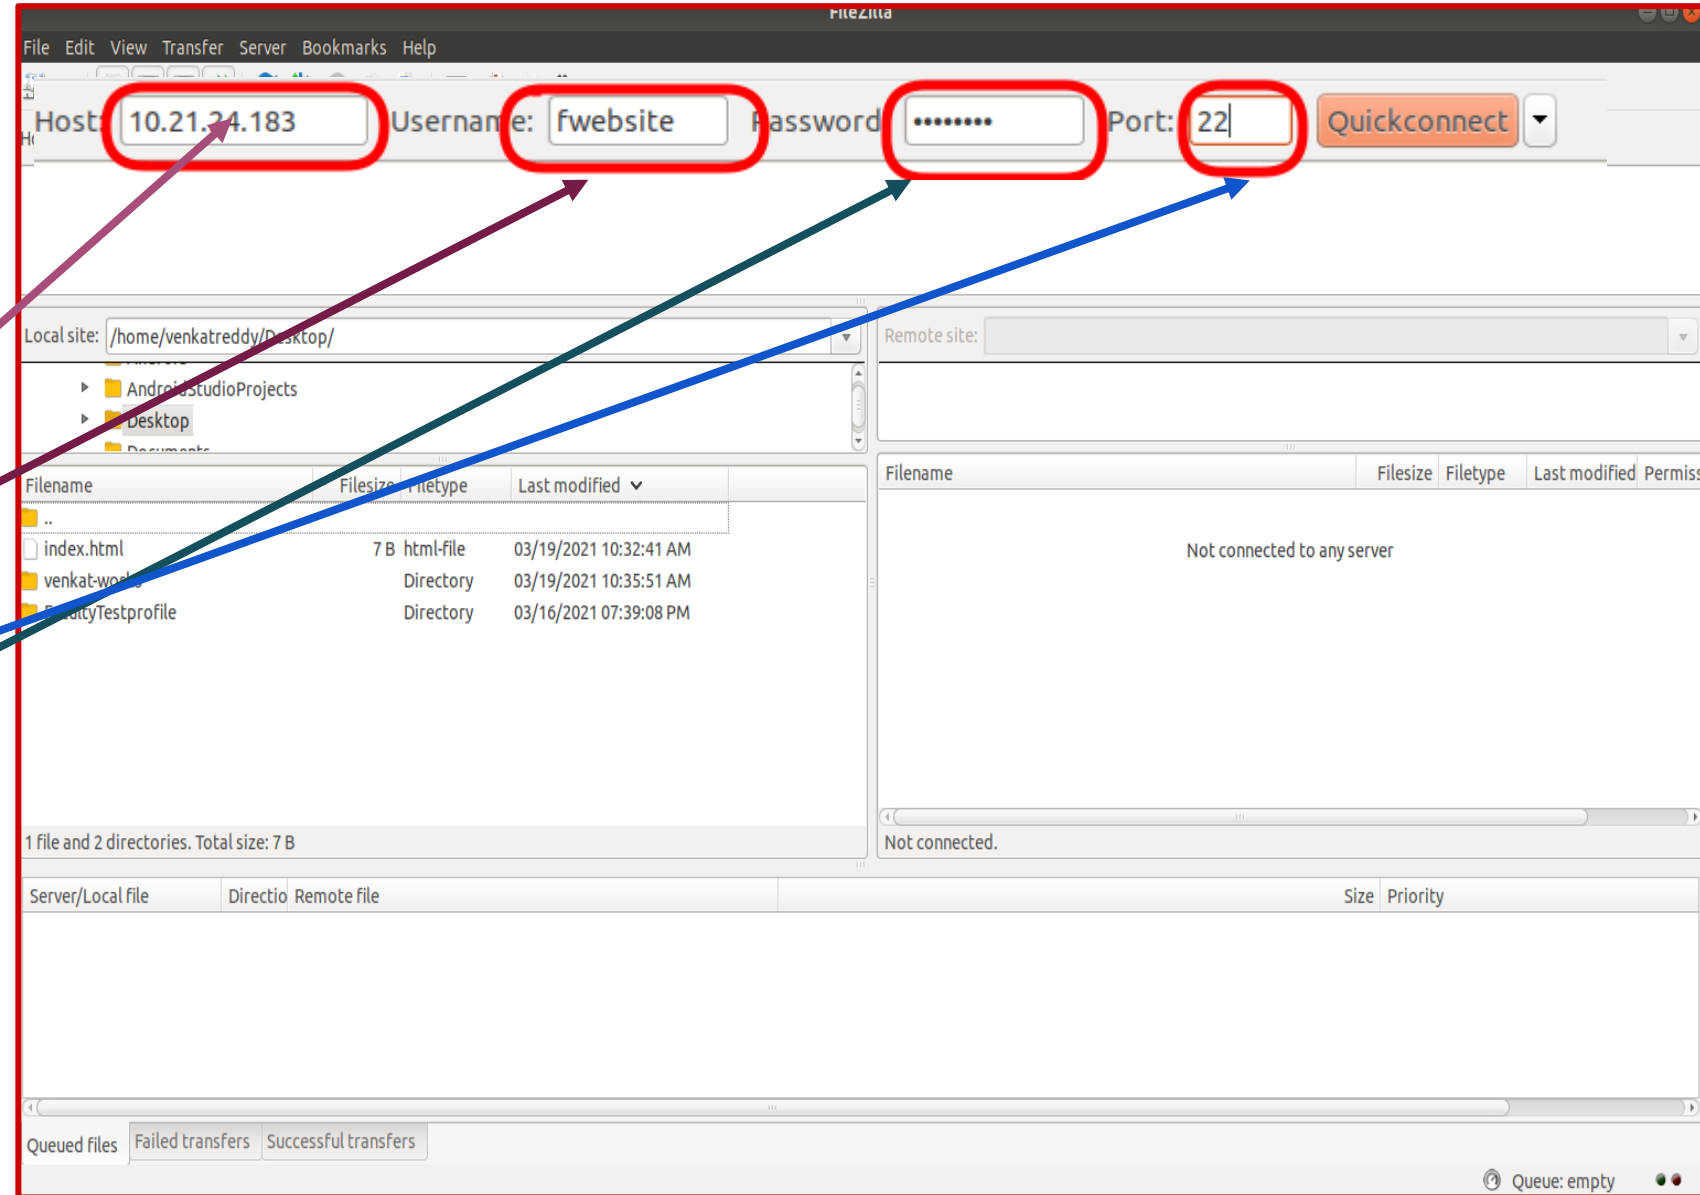 FileZilla
File Edit View Transfer Server Bookmarks Help
Host: 10.21.24.183 Username: fwebsite Password •••••••• Port: 22 Quickconnect
Local site: /home/venkatreddy/Desktop/
Remote site:
AndroidStudioProjects
Desktop
Documents
Filename Filesize Filetype Last modified
..
index.html 7 B html-file 03/19/2021 10:32:41 AM
venkat-works Directory 03/19/2021 10:35:51 AM
FacultyTestprofile Directory 03/16/2021 07:39:08 PM
1 file and 2 directories. Total size: 7 B
Filename Filesize Filetype Last modified Permiss
Not connected to any server
Not connected.
Server/Local file Directio Remote file Size Priority
Queued files Failed transfers Successful transfers
Queue: empty